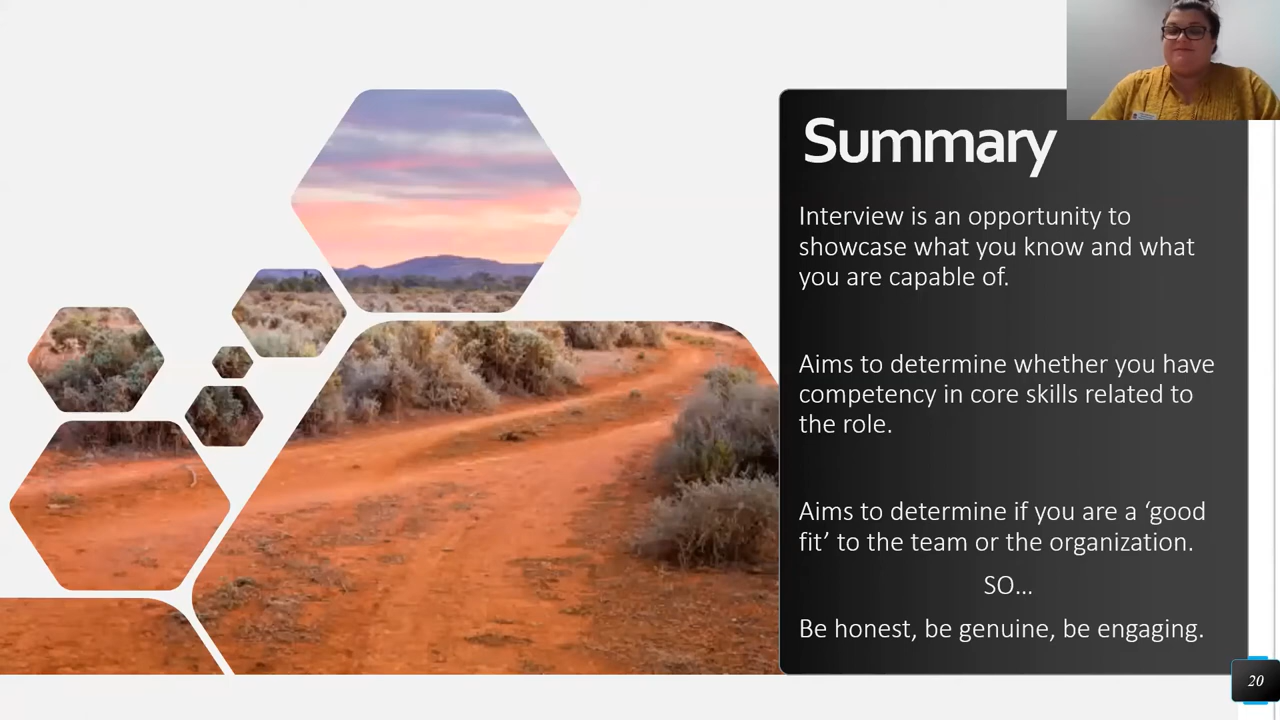 Summary
Interview is an opportunity to
showcase what you know and what
you are capable of.
Aims to determine whether you have
competency in core skills related to
the role.
Aims to determine if you are a ‘good
fit’ to the team or the organization.
SO...
Be honest, be genuine, be engaging.
20